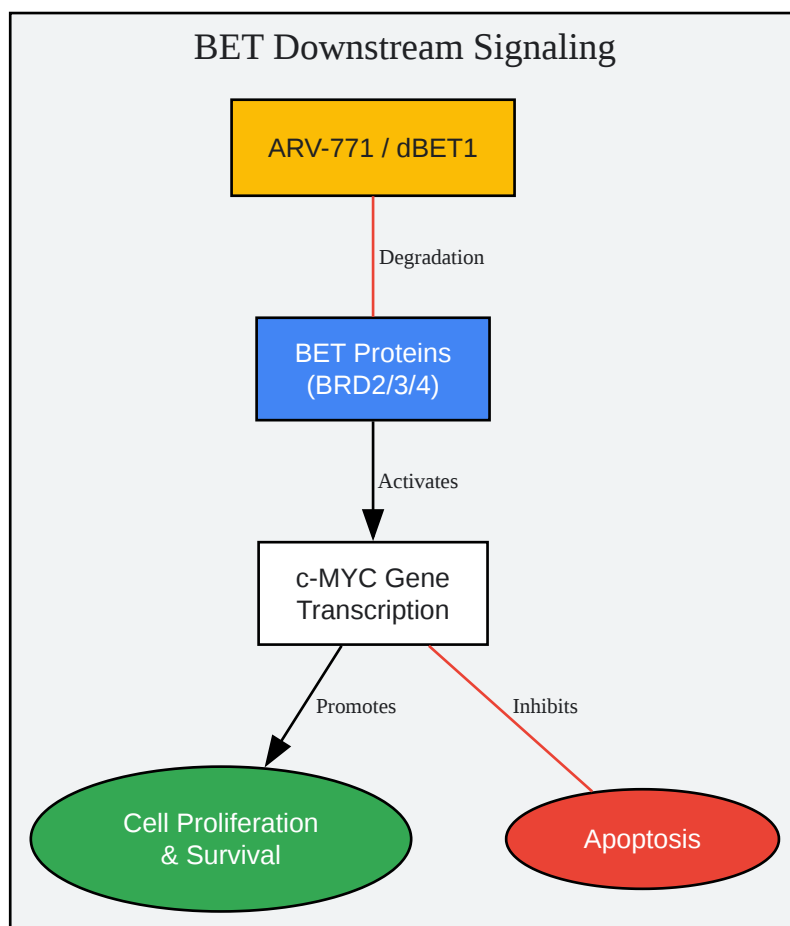 BET Downstream Signaling
ARV-771 / dBET1
Degradation
BET Proteins
(BRD2/3/4)
Activates
c-MYC Gene
Transcription
Promotes
Inhibits
Cell Proliferation
& Survival
Apoptosis